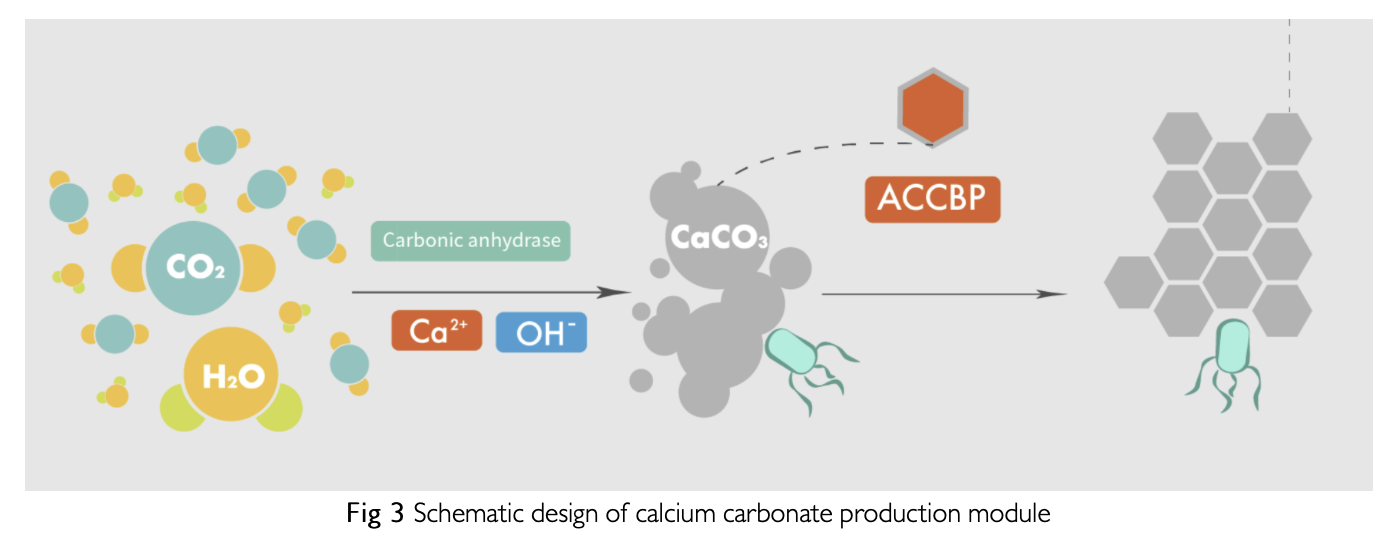 ACCBP
Carbonic anhydrase
CaCO₃
CO₂
Ca²⁺ OH⁻
H₂O
Fig 3 Schematic design of calcium carbonate production module